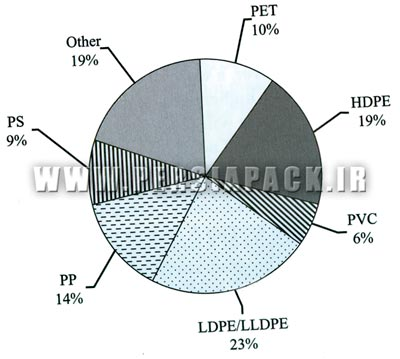 PET
10%
Other
19%
HDPE
19%
PS
9%
WWW.PERSIAPACK.IR
PVC
6%
PP
14%
LDPE/LLDPE
23%